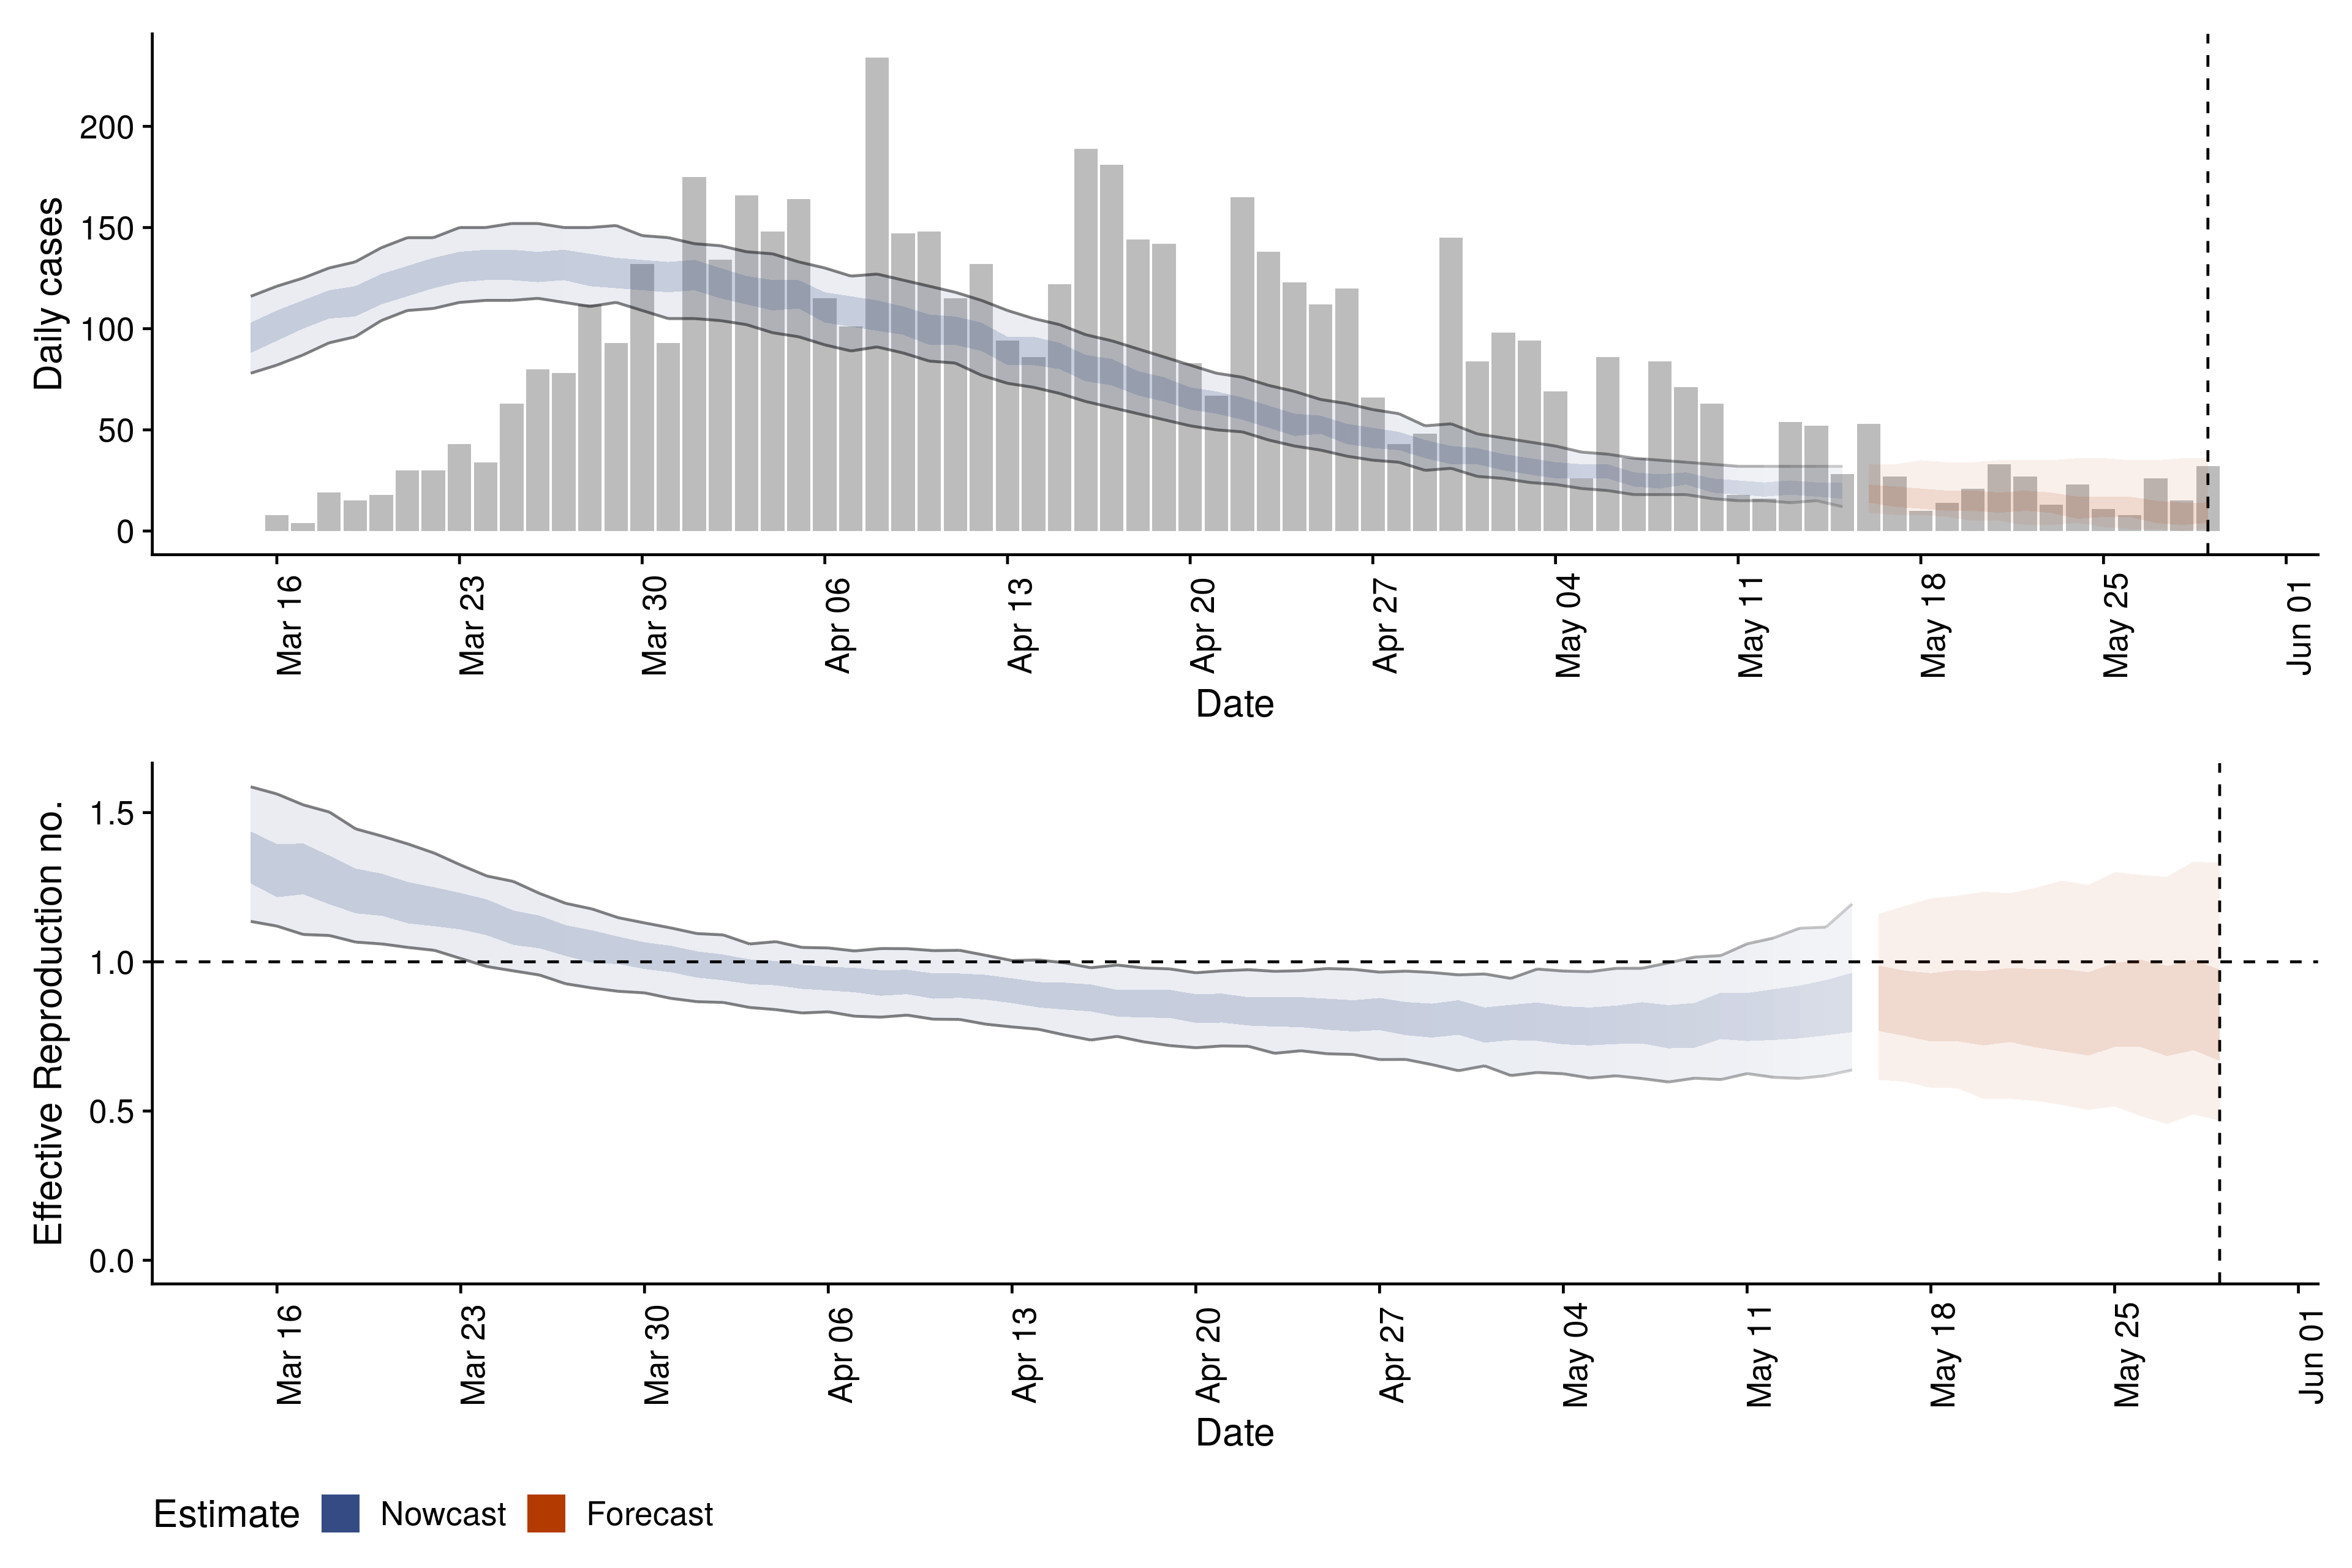 Daily cases
200
150
100
50
0
Mar 16
Mar 23
Mar 30
Apr 06
Apr 13
Apr 20
Apr 27
May 04
May 11
May 18
May 25
Jun 01
Date
Effective Reproduction no.
1.5
1.0
0.5
0.0
Mar 16
Mar 23
Mar 30
Apr 06
Apr 13
Apr 20
Apr 27
May 04
May 11
May 18
May 25
Jun 01
Date
Estimate Nowcast Forecast